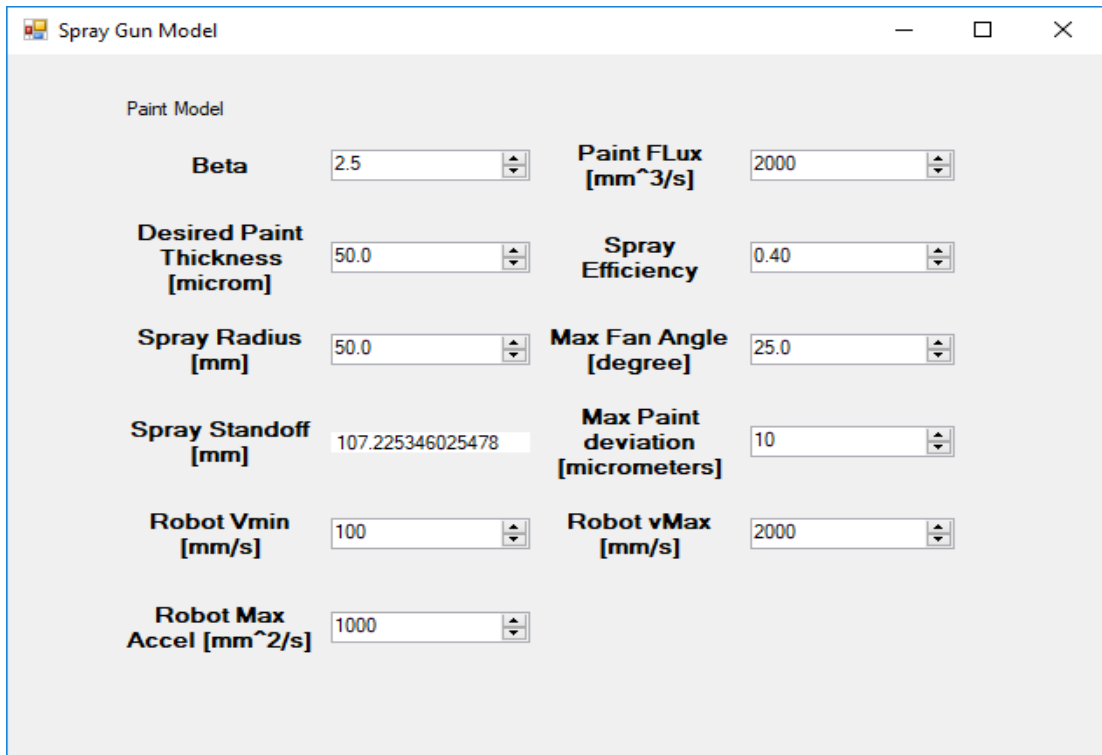 Spray Gun Model
Paint Model
Beta
2.5
Paint FLux
[mm^3/s]
2000
Desired Paint
Thickness
[microm]
50.0
Spray
Efficiency
0.40
Spray Radius
[mm]
50.0
Max Fan Angle
[degree]
25.0
Spray Standoff
[mm]
107.225346025478
Max Paint
deviation
[micrometers]
10
Robot Vmin
[mm/s]
100
Robot vMax
[mm/s]
2000
Robot Max
Accel [mm^2/s]
1000